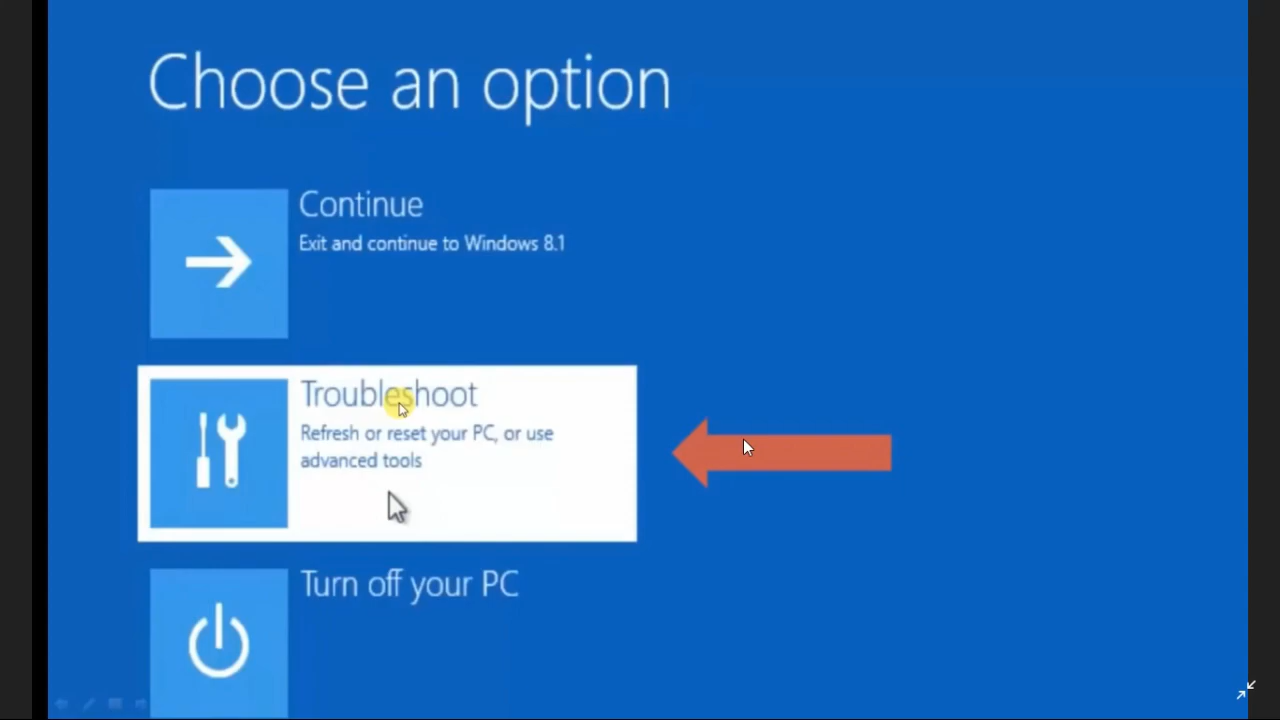 Choose an option
Continue
Exit and continue to Windows 8.1
Troubleshoot
Refresh or reset your PC, or use
advanced tools
Turn off your PC